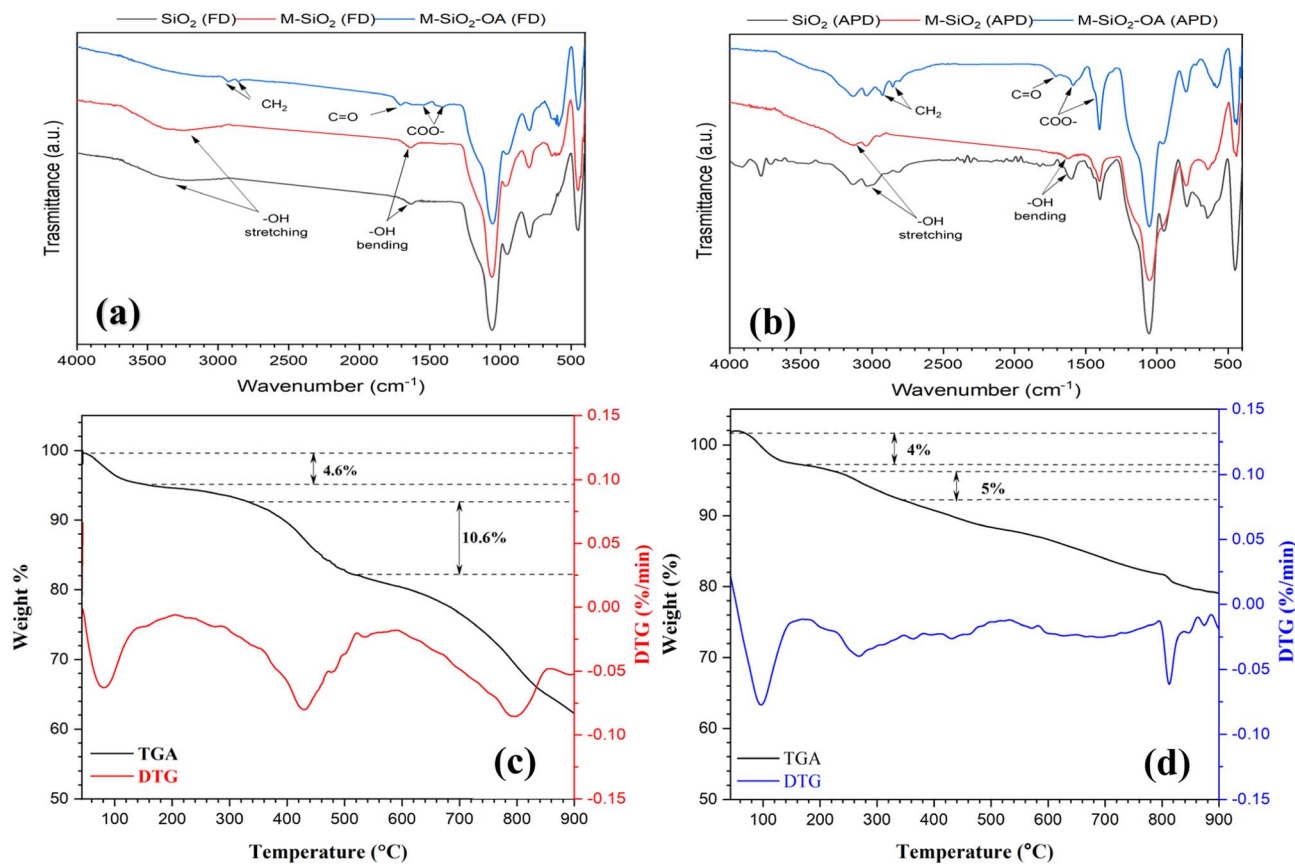 SiO₂ (FD) M-SiO₂ (FD) M-SiO₂-OA (FD)
Trasmittance (a.u.)
CH₂
C=O
COO-
-OH
stretching
-OH
bending
(a)
4000 3500 3000 2500 2000 1500 1000 500
Wavenumber (cm⁻¹)
SiO₂ (APD) M-SiO₂ (APD) M-SiO₂-OA (APD)
Trasmittance (a.u.)
CH₂
C=O
COO-
-OH
stretching
-OH
bending
(b)
4000 3500 3000 2500 2000 1500 1000 500
Wavenumber (cm⁻¹)
Weight %
100
90
80
70
60
50
4.6%
10.6%
TGA
DTG
(c)
0.15
0.10
0.05
0.00
-0.05
-0.10
-0.15
DTG (%/min)
100 200 300 400 500 600 700 800 900
Temperature (°C)
Weight (%)
100
90
80
70
60
50
4%
5%
TGA
DTG
(d)
0.15
0.10
0.05
0.00
-0.05
-0.10
-0.15
DTG (%/min)
100 200 300 400 500 600 700 800 900
Temperature (°C)